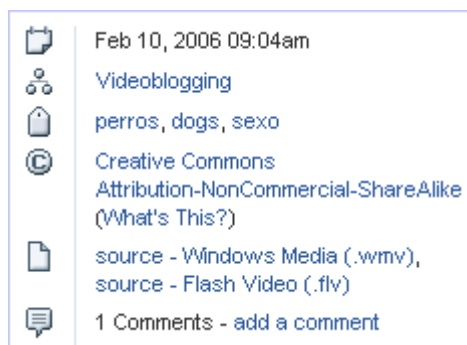 Feb 10, 2006 09:04am
Videoblogging
perros, dogs, sexo
©
Creative Commons
Attribution-NonCommercial-ShareAlike
(What's This?)
source - Windows Media (.wmv),
source - Flash Video (.flv)
1 Comments - add a comment